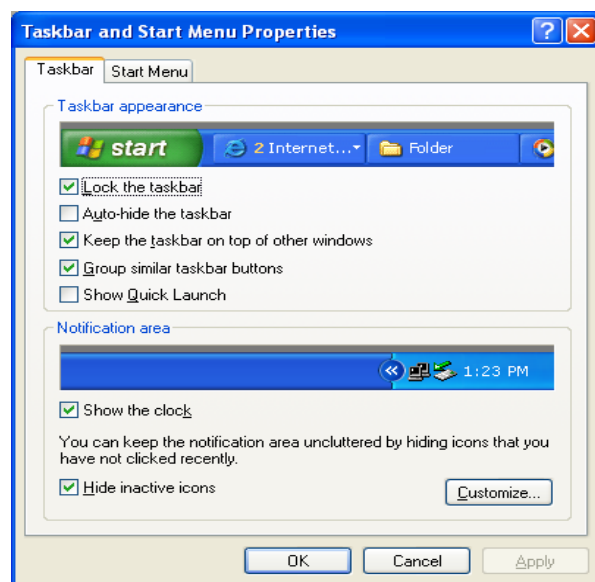 Taskbar and Start Menu Properties
Taskbar Start Menu
Taskbar appearance
start 2 Internet... Folder
Lock the taskbar
Auto-hide the taskbar
Keep the taskbar on top of other windows
Group similar taskbar buttons
Show Quick Launch
Notification area
1:23 PM
Show the clock
You can keep the notification area uncluttered by hiding icons that you
have not clicked recently.
Hide inactive icons
Customize...
OK Cancel Apply